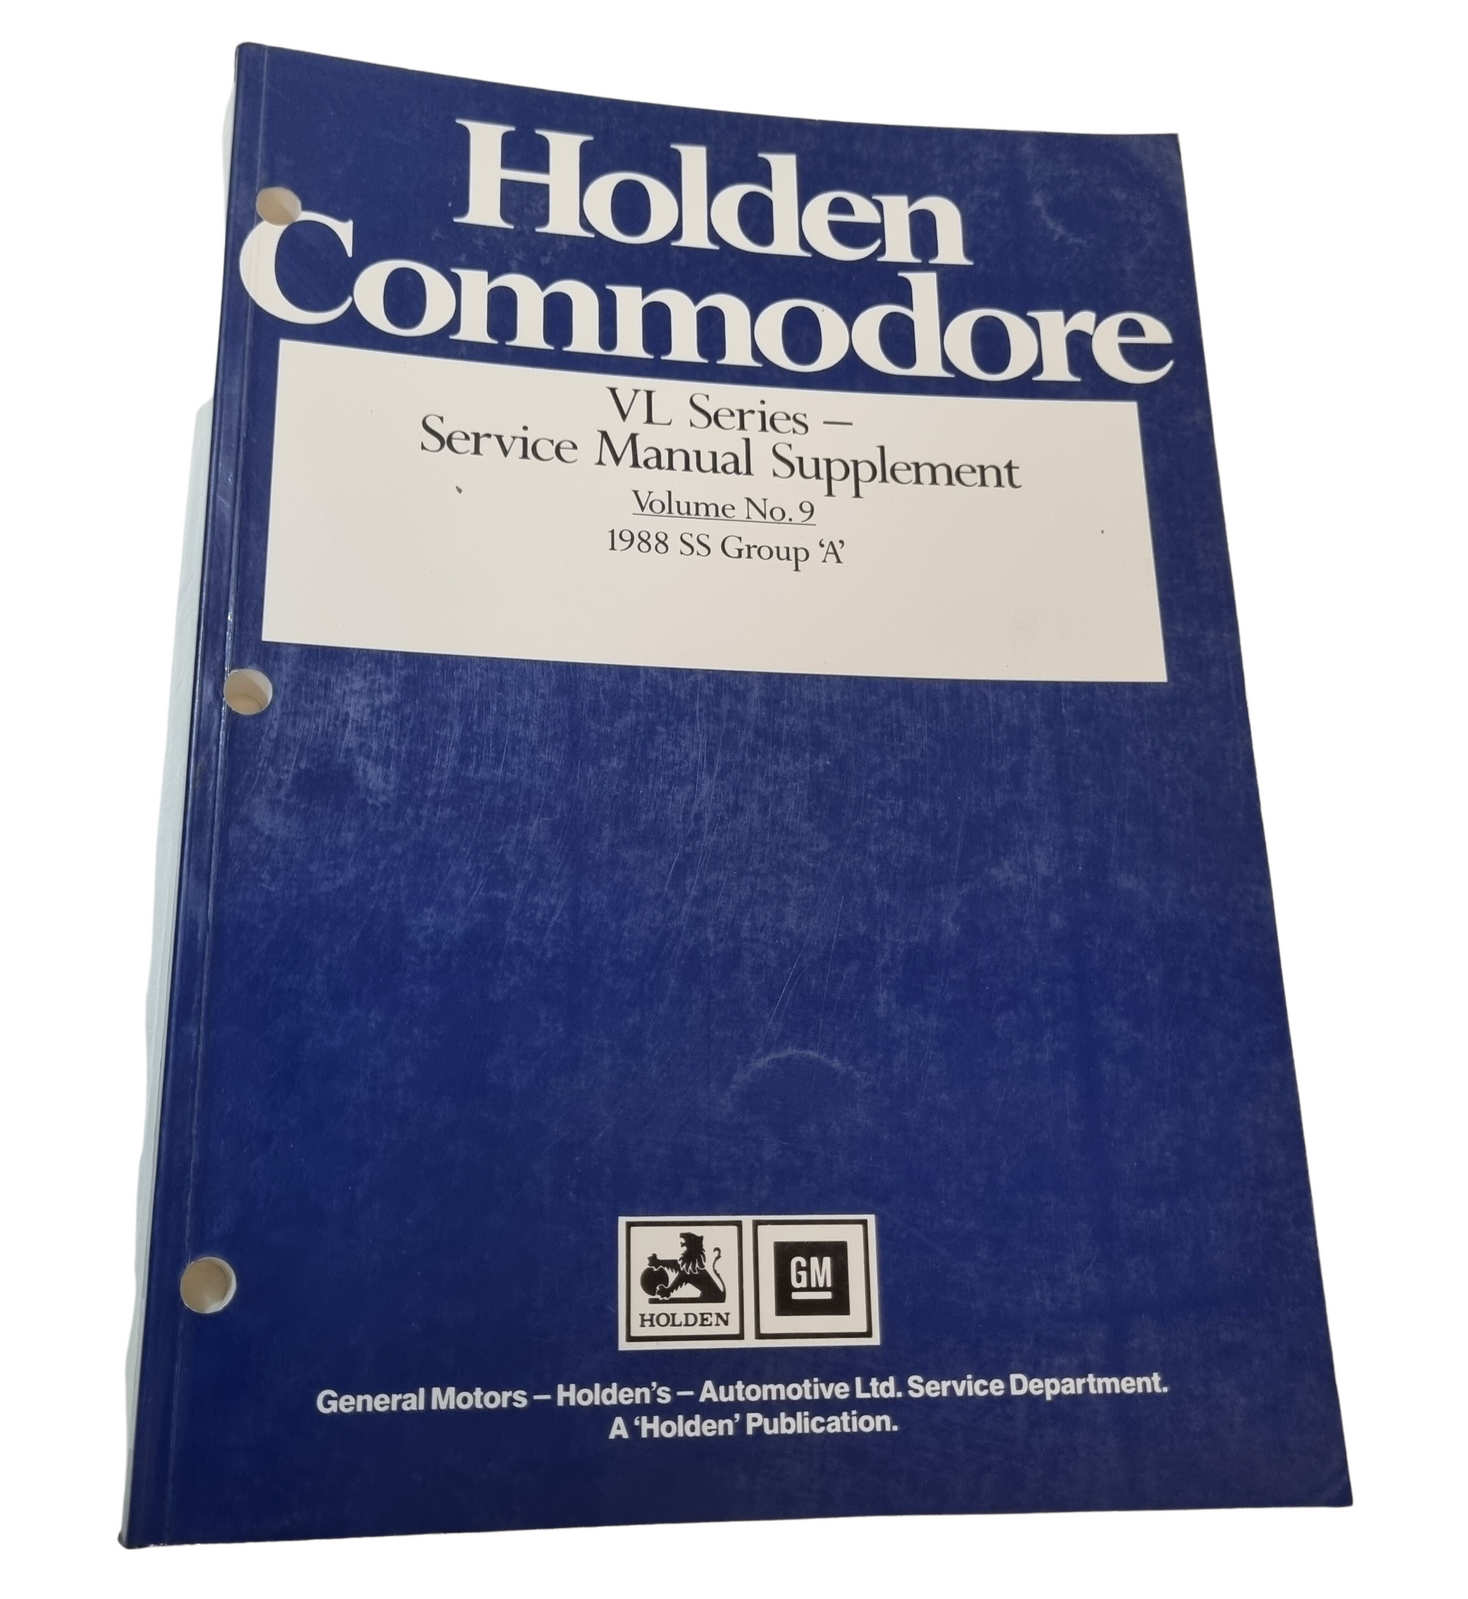 Holden
Commodore
VL Series –
Service Manual Supplement
Volume No. 9
1988 SS Group ‘A’
HOLDEN
GM
General Motors – Holden’s – Automotive Ltd. Service Department.
A ‘Holden’ Publication.